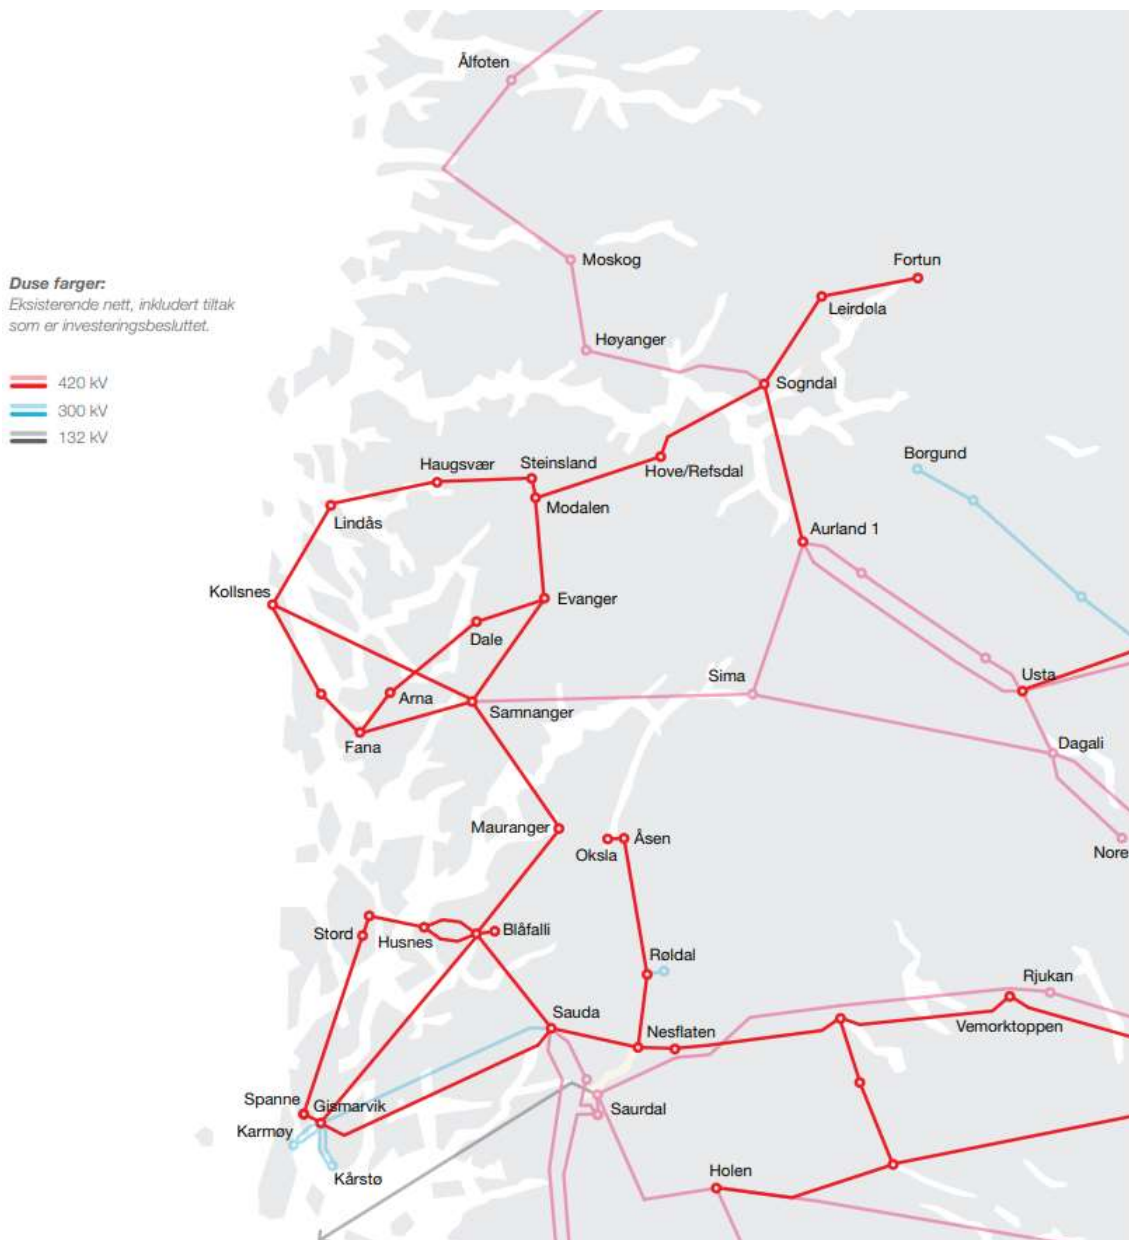 Ålfoten
Moskog
Fortun
Duse farger:
Eksisterende nett, inkludert tiltak
som er investeringsbesluttet.
Leirdøla
Høyanger
420 kV
300 kV
132 kV
Sogndal
Borgund
Haugsvær
Steinsland
Hove/Refsdal
Modalen
Lindås
Aurland 1
Kollsnes
Evanger
Dale
Sima
Usta
Arna
Samnanger
Fana
Dagali
Mauranger
Åsen
Oksla
Nore
Stord
Husnes
Blåfalli
Røldal
Rjukan
Sauda
Nesflaten
Vemorktoppen
Spanne
Gismarvik
Saurdal
Karmøy
Kårstø
Holen